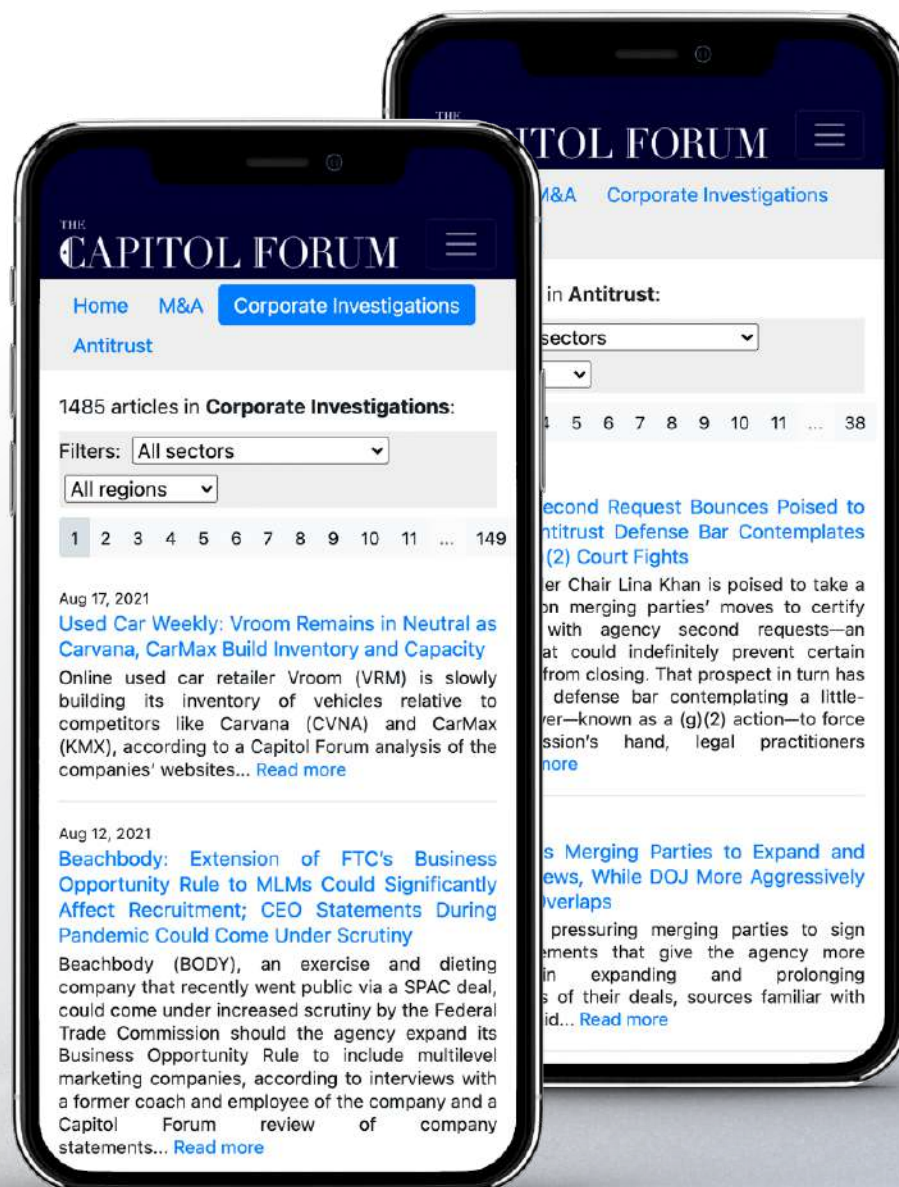 THE
CAPITOL FORUM
Home M&A Corporate Investigations
Antitrust
1485 articles in Corporate Investigations:
Filters: All sectors
All regions
1 2 3 4 5 6 7 8 9 10 11 ... 149
Aug 17, 2021
Used Car Weekly: Vroom Remains in Neutral as
Carvana, CarMax Build Inventory and Capacity
Online used car retailer Vroom (VRM) is slowly
building its inventory of vehicles relative to
competitors like Carvana (CVNA) and CarMax
(KMX), according to a Capitol Forum analysis of the
companies' websites... Read more
Aug 12, 2021
Beachbody: Extension of FTC's Business
Opportunity Rule to MLMs Could Significantly
Affect Recruitment; CEO Statements During
Pandemic Could Come Under Scrutiny
Beachbody (BODY), an exercise and dieting
company that recently went public via a SPAC deal,
could come under increased scrutiny by the Federal
Trade Commission should the agency expand its
Business Opportunity Rule to include multilevel
marketing companies, according to interviews with
a former coach and employee of the company and a
Capitol Forum review of company
statements... Read more
THE
TOL FORUM
M&A Corporate Investigations
in Antitrust:
sectors
5 6 7 8 9 10 11 ... 38
econd Request Bounces Poised to
ntitrust Defense Bar Contemplates
(2) Court Fights
er Chair Lina Khan is poised to take a
on merging parties' moves to certify
with agency second requests—an
at could indefinitely prevent certain
from closing. That prospect in turn has
defense bar contemplating a little-
ver—known as a (g)(2) action—to force
ssion's hand, legal practitioners
more
s Merging Parties to Expand and
ews, While DOJ More Aggressively
verlaps
pressuring merging parties to sign
ements that give the agency more
in expanding and prolonging
s of their deals, sources familiar with
id... Read more